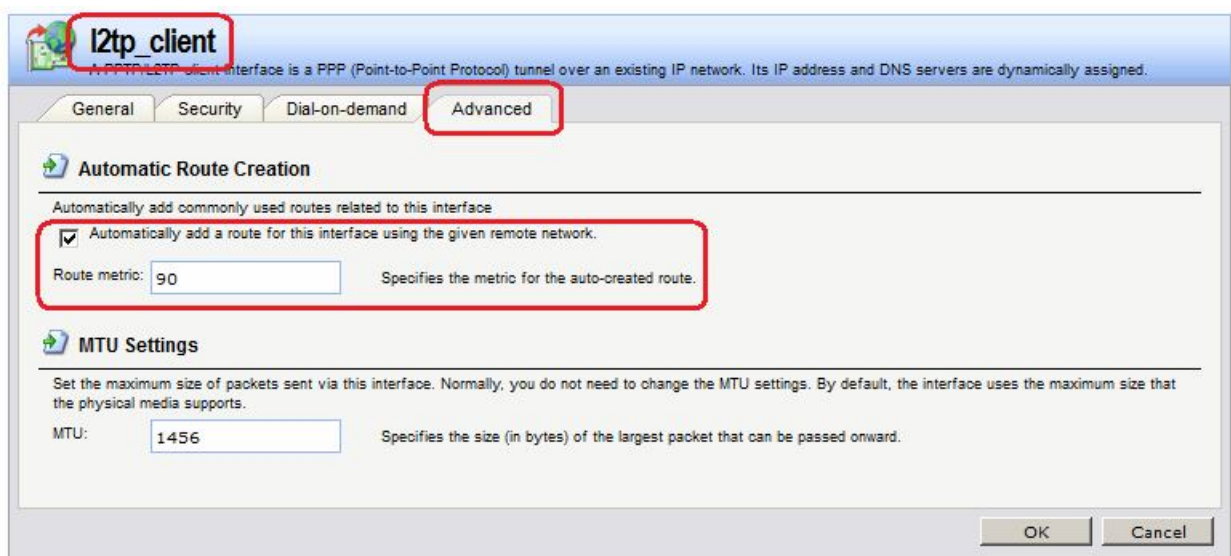 l2tp_client
A PPTP/L2TP client interface is a PPP (Point-to-Point Protocol) tunnel over an existing IP network. Its IP address and DNS servers are dynamically assigned.
General Security Dial-on-demand Advanced
Automatic Route Creation
Automatically add commonly used routes related to this interface
Automatically add a route for this interface using the given remote network.
Route metric: 90 Specifies the metric for the auto-created route.
MTU Settings
Set the maximum size of packets sent via this interface. Normally, you do not need to change the MTU settings. By default, the interface uses the maximum size that
the physical media supports.
MTU: 1456 Specifies the size (in bytes) of the largest packet that can be passed onward.
OK Cancel